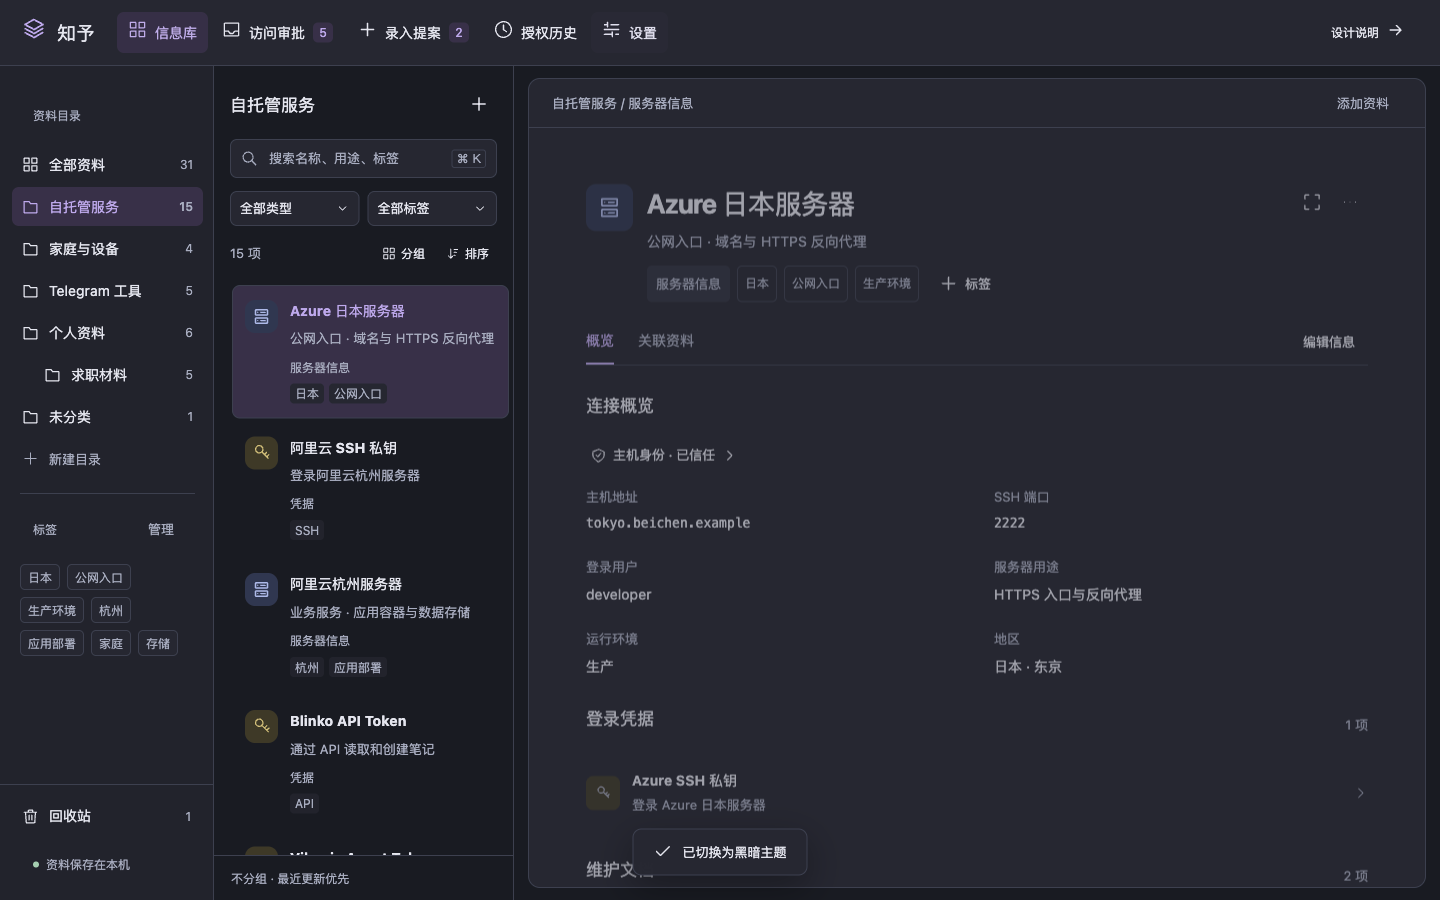 知予
信息库
访问审批 5
录入提案 2
授权历史
设置
设计说明
资料目录
全部资料 31
自托管服务 15
家庭与设备 4
Telegram 工具 5
个人资料 6
求职材料 5
未分类 1
新建目录
标签 管理
日本 公网入口
生产环境 杭州
应用部署 家庭 存储
回收站 1
资料保存在本机
自托管服务
搜索名称、用途、标签 ⌘ K
全部类型 全部标签
15 项 分组 排序
Azure 日本服务器
公网入口 · 域名与 HTTPS 反向代理
服务器信息
日本 公网入口
阿里云 SSH 私钥
登录阿里云杭州服务器
凭据
SSH
阿里云杭州服务器
业务服务 · 应用容器与数据存储
服务器信息
杭州 应用部署
Blinko API Token
通过 API 读取和创建笔记
凭据
API
不分组 · 最近更新优先
自托管服务 / 服务器信息 添加资料
Azure 日本服务器
公网入口 · 域名与 HTTPS 反向代理
服务器信息 日本 公网入口 生产环境 标签
概览 关联资料 编辑信息
连接概览
主机身份 · 已信任
主机地址 SSH 端口
tokyo.beichen.example 2222
登录用户 服务器用途
developer HTTPS 入口与反向代理
运行环境 地区
生产 日本 · 东京
登录凭据 1 项
Azure SSH 私钥
登录 Azure 日本服务器
维护文 2 项
已切换为黑暗主题